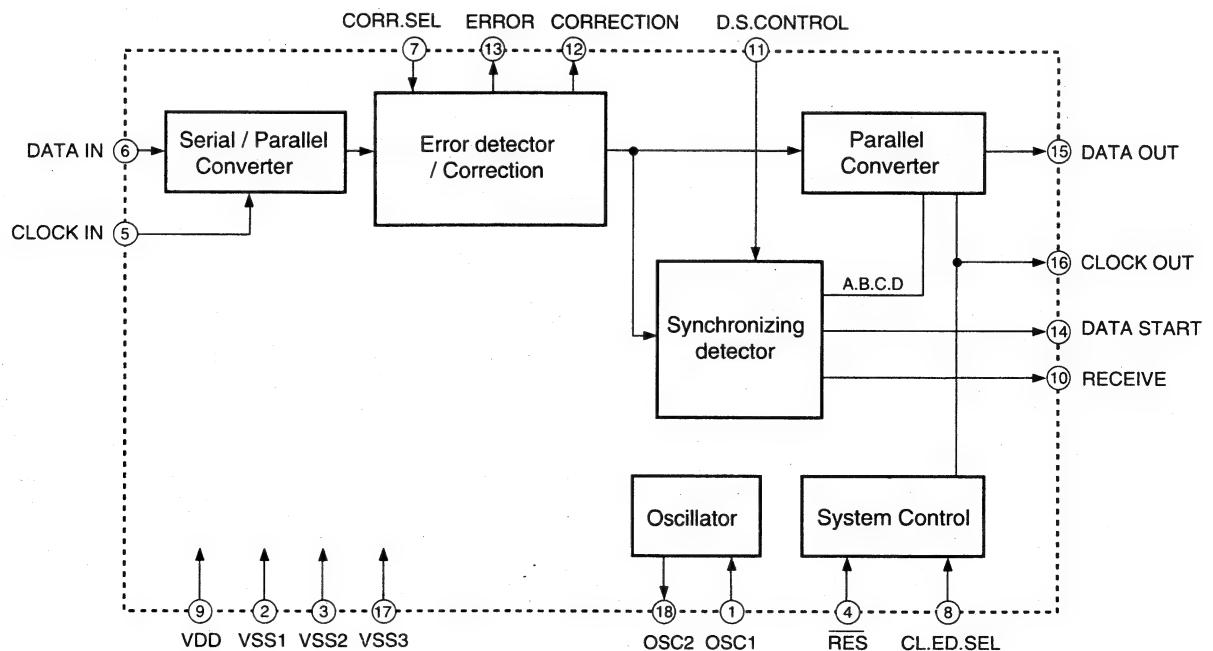 CORR.SEL ERROR CORRECTION D.S.CONTROL
7 13 12 11
Serial / Parallel
Converter
Error detector
/ Correction
Parallel
Converter
DATA IN 6
15 DATA OUT
CLOCK IN 5
16 CLOCK OUT
A.B.C.D
Synchronizing
detector
14 DATA START
10 RECEIVE
Oscillator
System Control
9 2 3 17 18 1 4 8
VDD VSS1 VSS2 VSS3 OSC2 OSC1 RES CL.ED.SEL